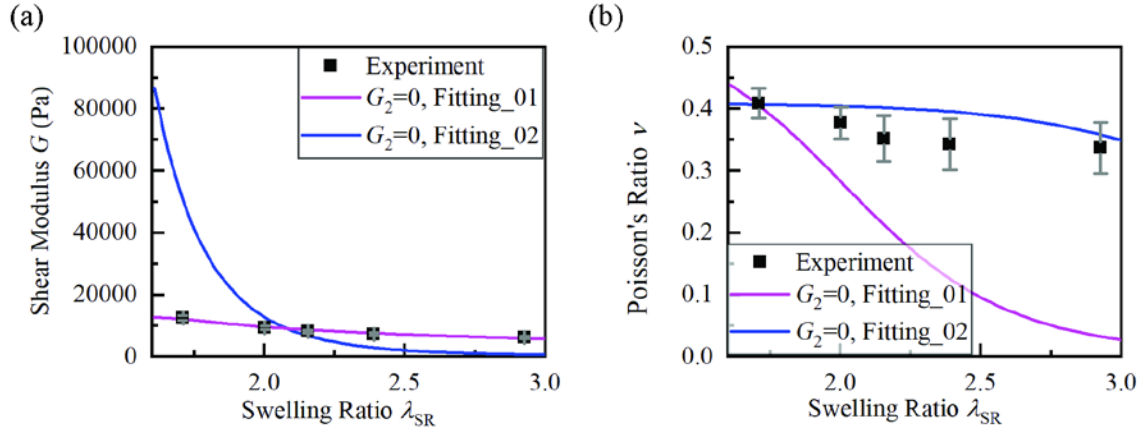 (a)
100000
80000
60000
40000
20000
0
Shear Modulus G (Pa)
2.0
2.5
3.0
Swelling Ratio λSR
Experiment
G2=0, Fitting_01
G2=0, Fitting_02
(b)
0.5
0.4
0.3
0.2
0.1
0.0
Poisson's Ratio ν
2.0
2.5
3.0
Swelling Ratio λSR
Experiment
G2=0, Fitting_01
G2=0, Fitting_02